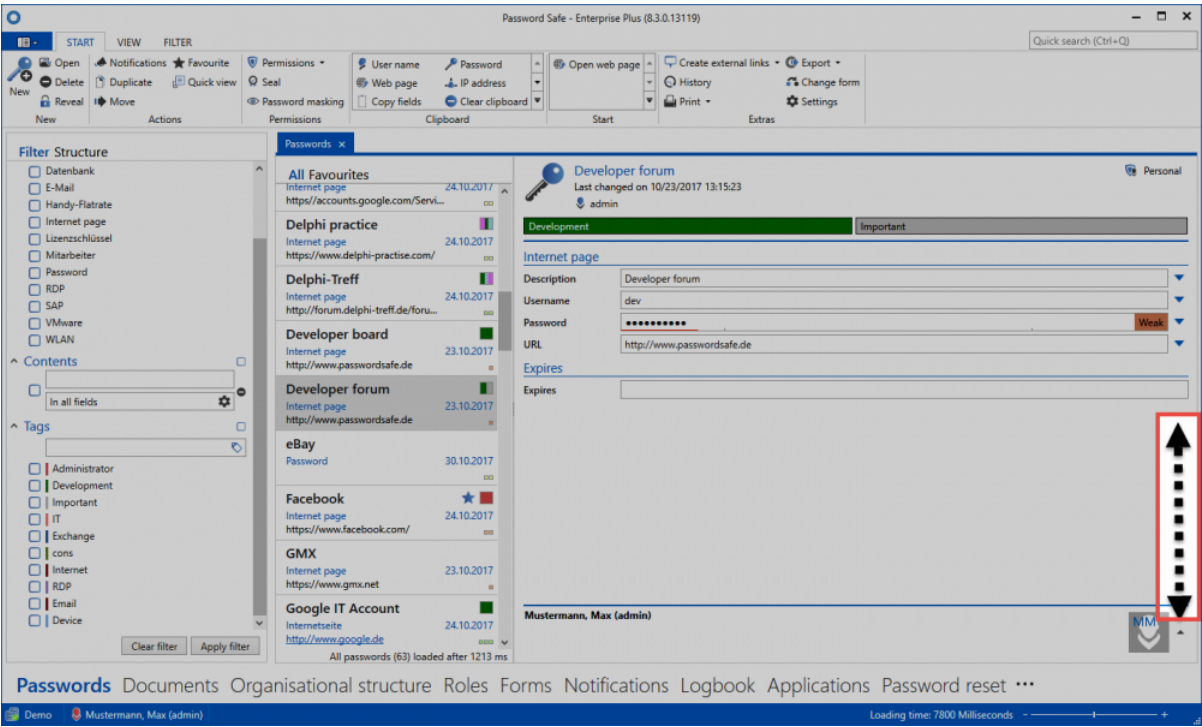 Password Safe - Enterprise Plus (8.3.0.13119)
START VIEW FILTER
Quick search (Ctrl+Q)
New
Open
Delete
Reveal
New
Notifications Favourite
Duplicate Quick view
Move
Actions
Permissions
Seal
Password masking
Permissions
User name Password
Web page IP address
Copy fields Clear clipboard
Clipboard
Open web page
Start
Create external links Export
History Change form
Print Settings
Extras
Filter Structure
Datenbank
E-Mail
Handy-Flatrate
Internet page
Lizenzschlüssel
Mitarbeiter
Password
RDP
SAP
VMware
WLAN
Contents
In all fields
Tags
Administrator
Development
Important
IT
Exchange
cons
Internet
RDP
Email
Device
Clear filter Apply filter
Passwords ×
All Favourites
Internet page 24.10.2017
https://accounts.google.com/Servi...
Delphi practice
Internet page 24.10.2017
https://www.delphi-practise.com/
Delphi-Treff
Internet page 24.10.2017
http://forum.delphi-treff.de/foru...
Developer board
Internet page 23.10.2017
http://www.passwordsafe.de
Developer forum
Internet page 23.10.2017
http://www.passwordsafe.de
eBay
Password 30.10.2017
Facebook
Internet page 24.10.2017
https://www.facebook.com/
GMX
Internet page 23.10.2017
https://www.gmx.net
Google IT Account
Internetseite 24.10.2017
http://www.google.de
All passwords (63) loaded after 1213 ms
Developer forum
Last changed on 10/23/2017 13:15:23
admin
Personal
Development Important
Internet page
Description Developer forum
Username dev
Password •••••••••• Weak
URL http://www.passwordsafe.de
Expires
Expires
Mustermann, Max (admin)
MM
Passwords Documents Organisational structure Roles Forms Notifications Logbook Applications Password reset •••
Demo Mustermann, Max (admin) Loading time: 7800 Milliseconds - +